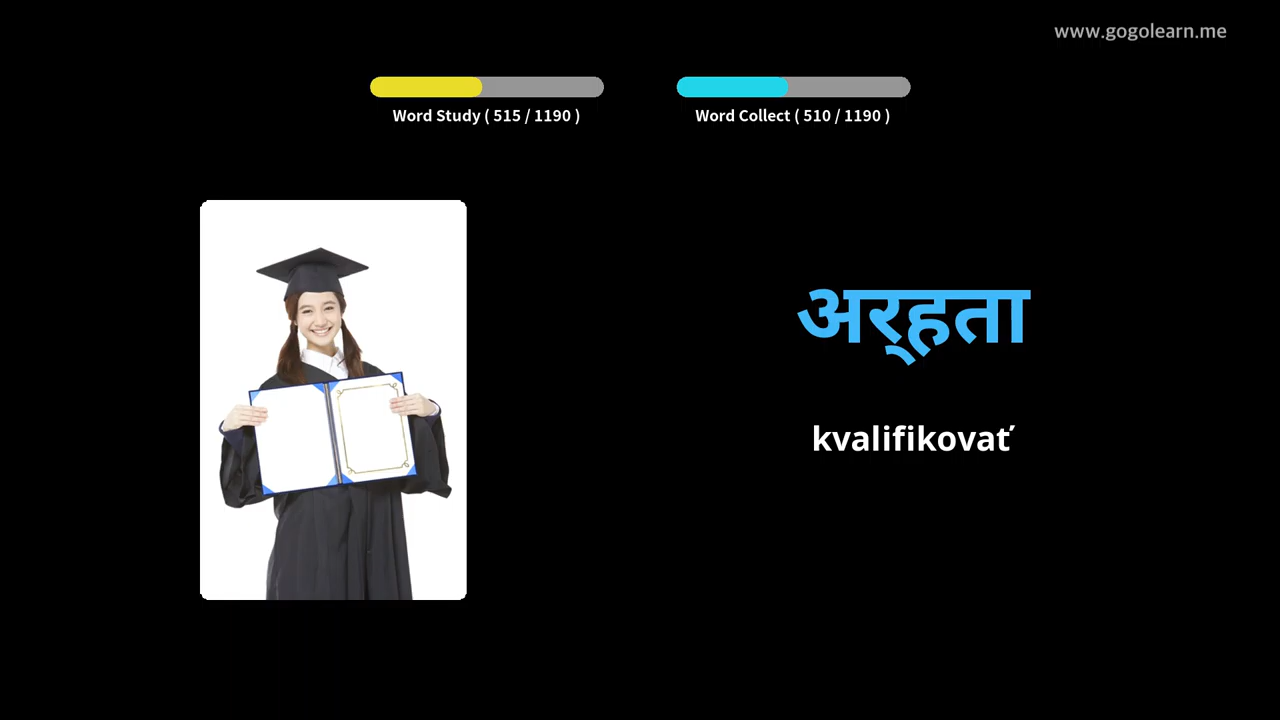 www.gogolearn.me
Word Study ( 515 / 1190 )
Word Collect ( 510 / 1190 )
अर्‌हता
kvalifikovať